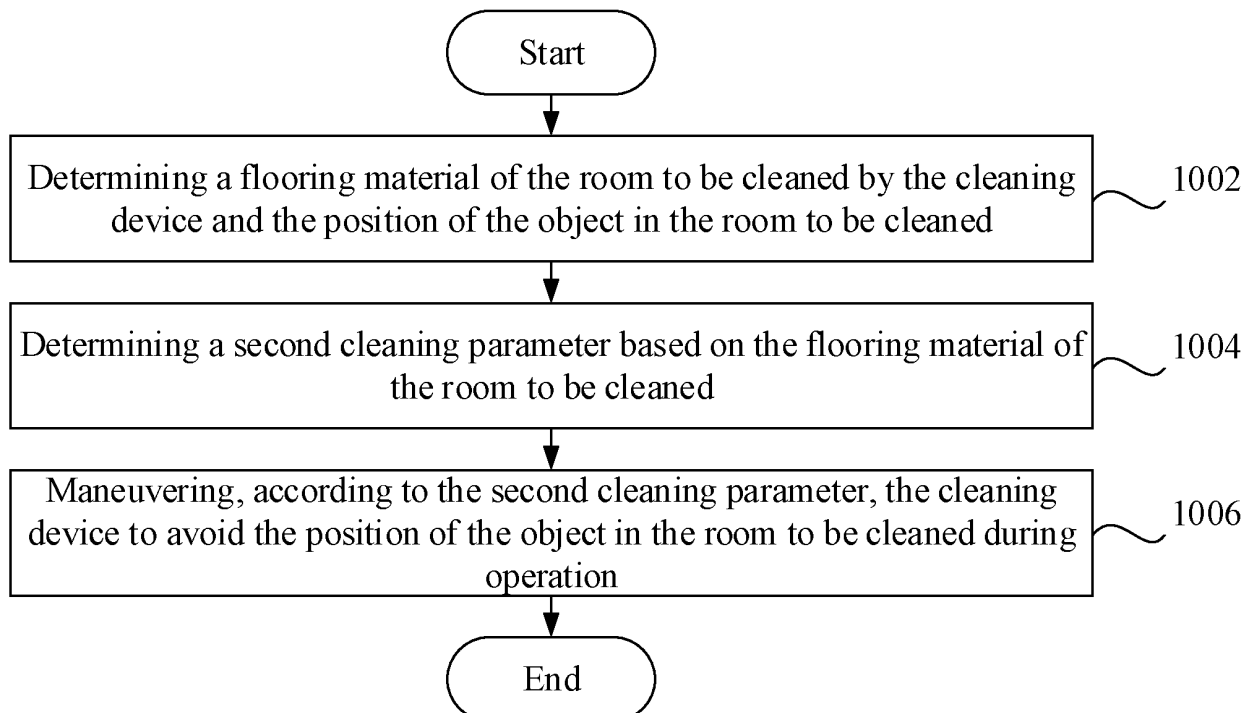 Start
Determining a flooring material of the room to be cleaned by the cleaning
device and the position of the object in the room to be cleaned
1002
Determining a second cleaning parameter based on the flooring material of
the room to be cleaned
1004
Maneuvering, according to the second cleaning parameter, the cleaning
device to avoid the position of the object in the room to be cleaned during
operation
1006
End